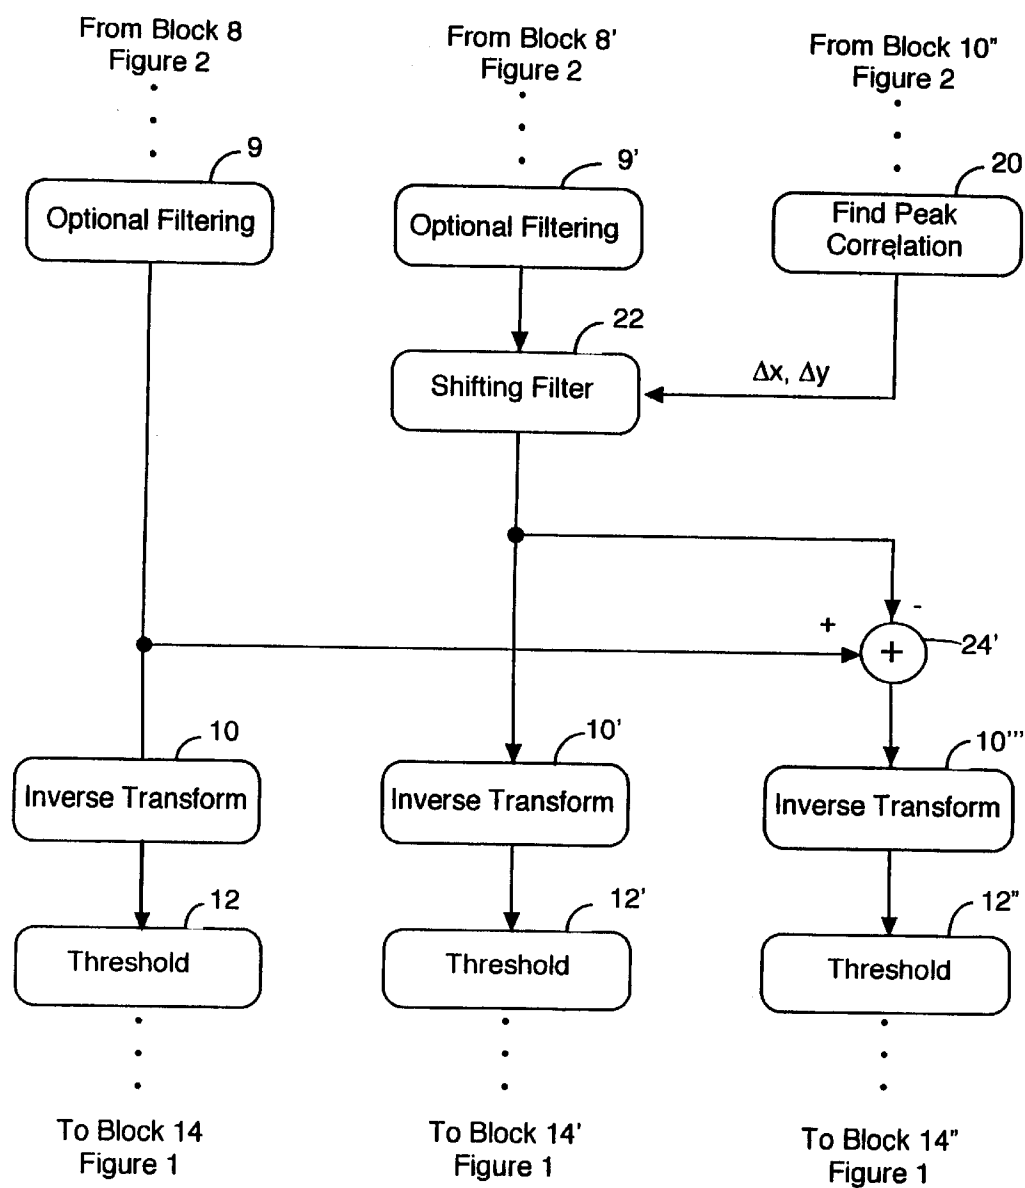 From Block 8
Figure 2
From Block 8'
Figure 2
From Block 10"
Figure 2
9
9'
20
Optional Filtering
Optional Filtering
Find Peak
Correlation
22
Shifting Filter
Δx, Δy
-
+
+
24'
10
10'
10'''
Inverse Transform
Inverse Transform
Inverse Transform
12
12'
12"
Threshold
Threshold
Threshold
To Block 14
Figure 1
To Block 14'
Figure 1
To Block 14"
Figure 1